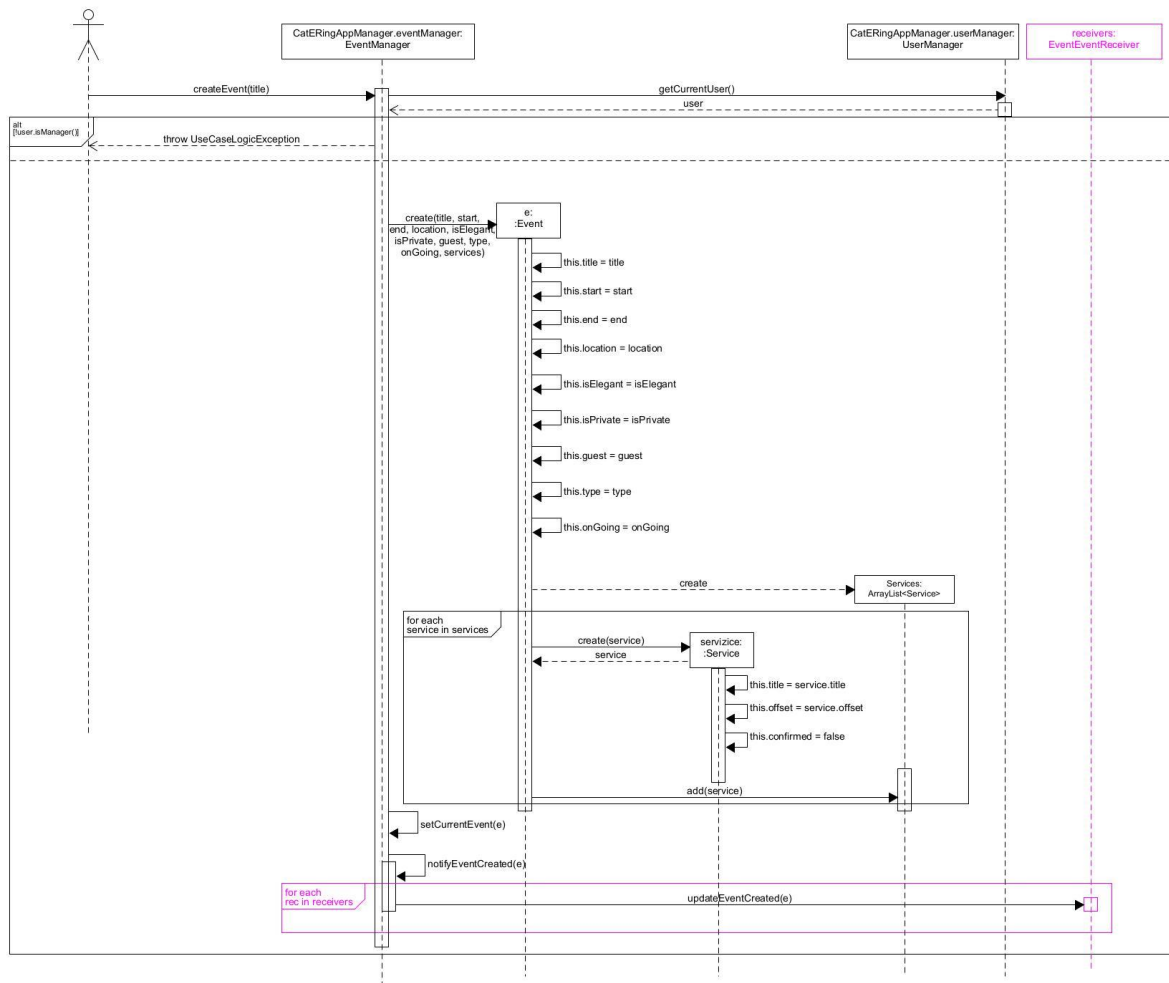 CatERingAppManager.eventManager:
EventManager
CatERingAppManager.userManager:
UserManager
receivers:
EventEventReceiver
createEvent(title)
getCurrentUser()
user
alt
[!user.isManager()]
throw UseCaseLogicException
create(title, start,
end, location, isElegant,
isPrivate, guest, type,
onGoing, services)
e:
:Event
this.title = title
this.start = start
this.end = end
this.location = location
this.isElegant = isElegant
this.isPrivate = isPrivate
this.guest = guest
this.type = type
this.onGoing = onGoing
create
Services:
ArrayList<Service>
for each
service in services
create(service)
service
servizice:
:Service
this.title = service.title
this.offset = service.offset
this.confirmed = false
add(service)
setCurrentEvent(e)
notifyEventCreated(e)
for each
rec in receivers
updateEventCreated(e)